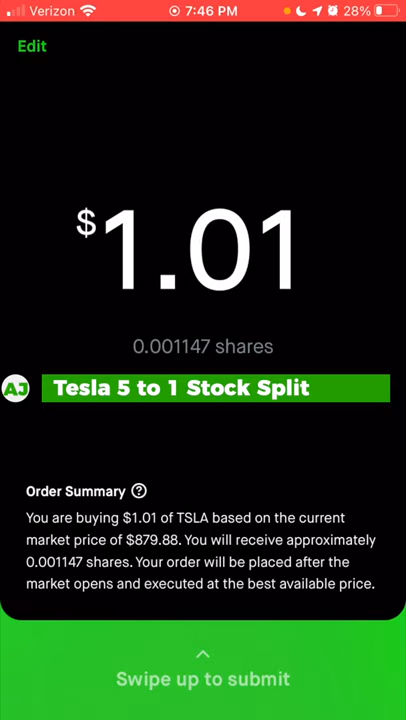 Verizon 7:46 PM 28%
Edit
$1.01
0.001147 shares
AJ Tesla 5 to 1 Stock Split
Order Summary ?
You are buying $1.01 of TSLA based on the current
market price of $879.88. You will receive approximately
0.001147 shares. Your order will be placed after the
market opens and executed at the best available price.
Swipe up to submit